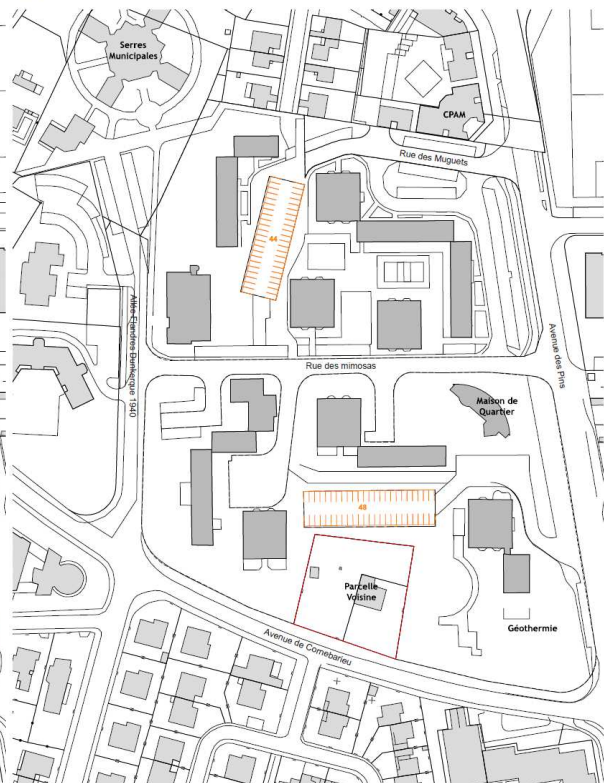 Serres
Municipales
CPAM
Rue des Muguets
44
Allée Flandres Dunkerque 1940
Avenue des Pins
Rue des mimosas
Maison de
Quartier
48
Parcelle
Voisine
Géothermie
Avenue de Cornebarieu